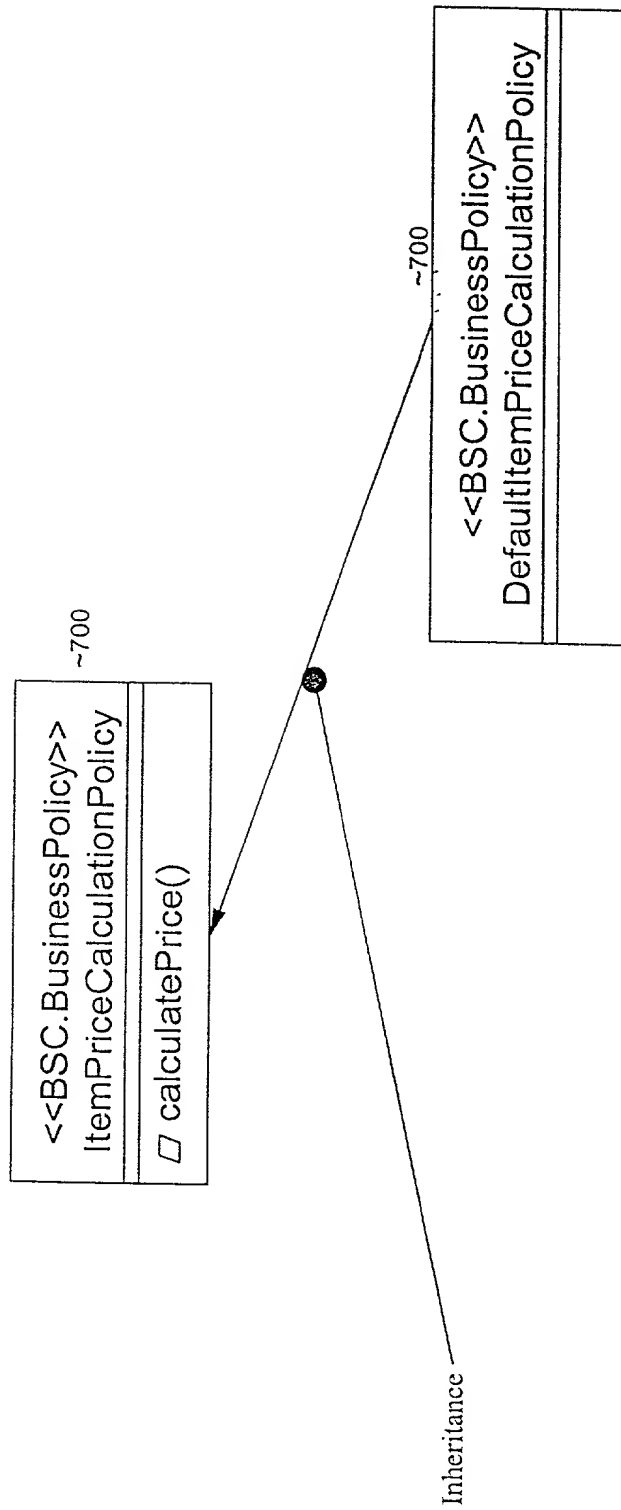 <<BSC.BusinessPolicy>>
ItemPriceCalculationPolicy
calculatePrice()
~700
<<BSC.BusinessPolicy>>
DefaultItemPriceCalculationPolicy
~700
Inheritance